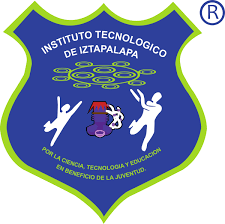 ®
INSTITUTO TECNOLOGICO
DE IZTAPALAPA
POR LA CIENCIA, TECNOLOGIA Y EDUCACION
EN BENEFICIO DE LA JUVENTUD.